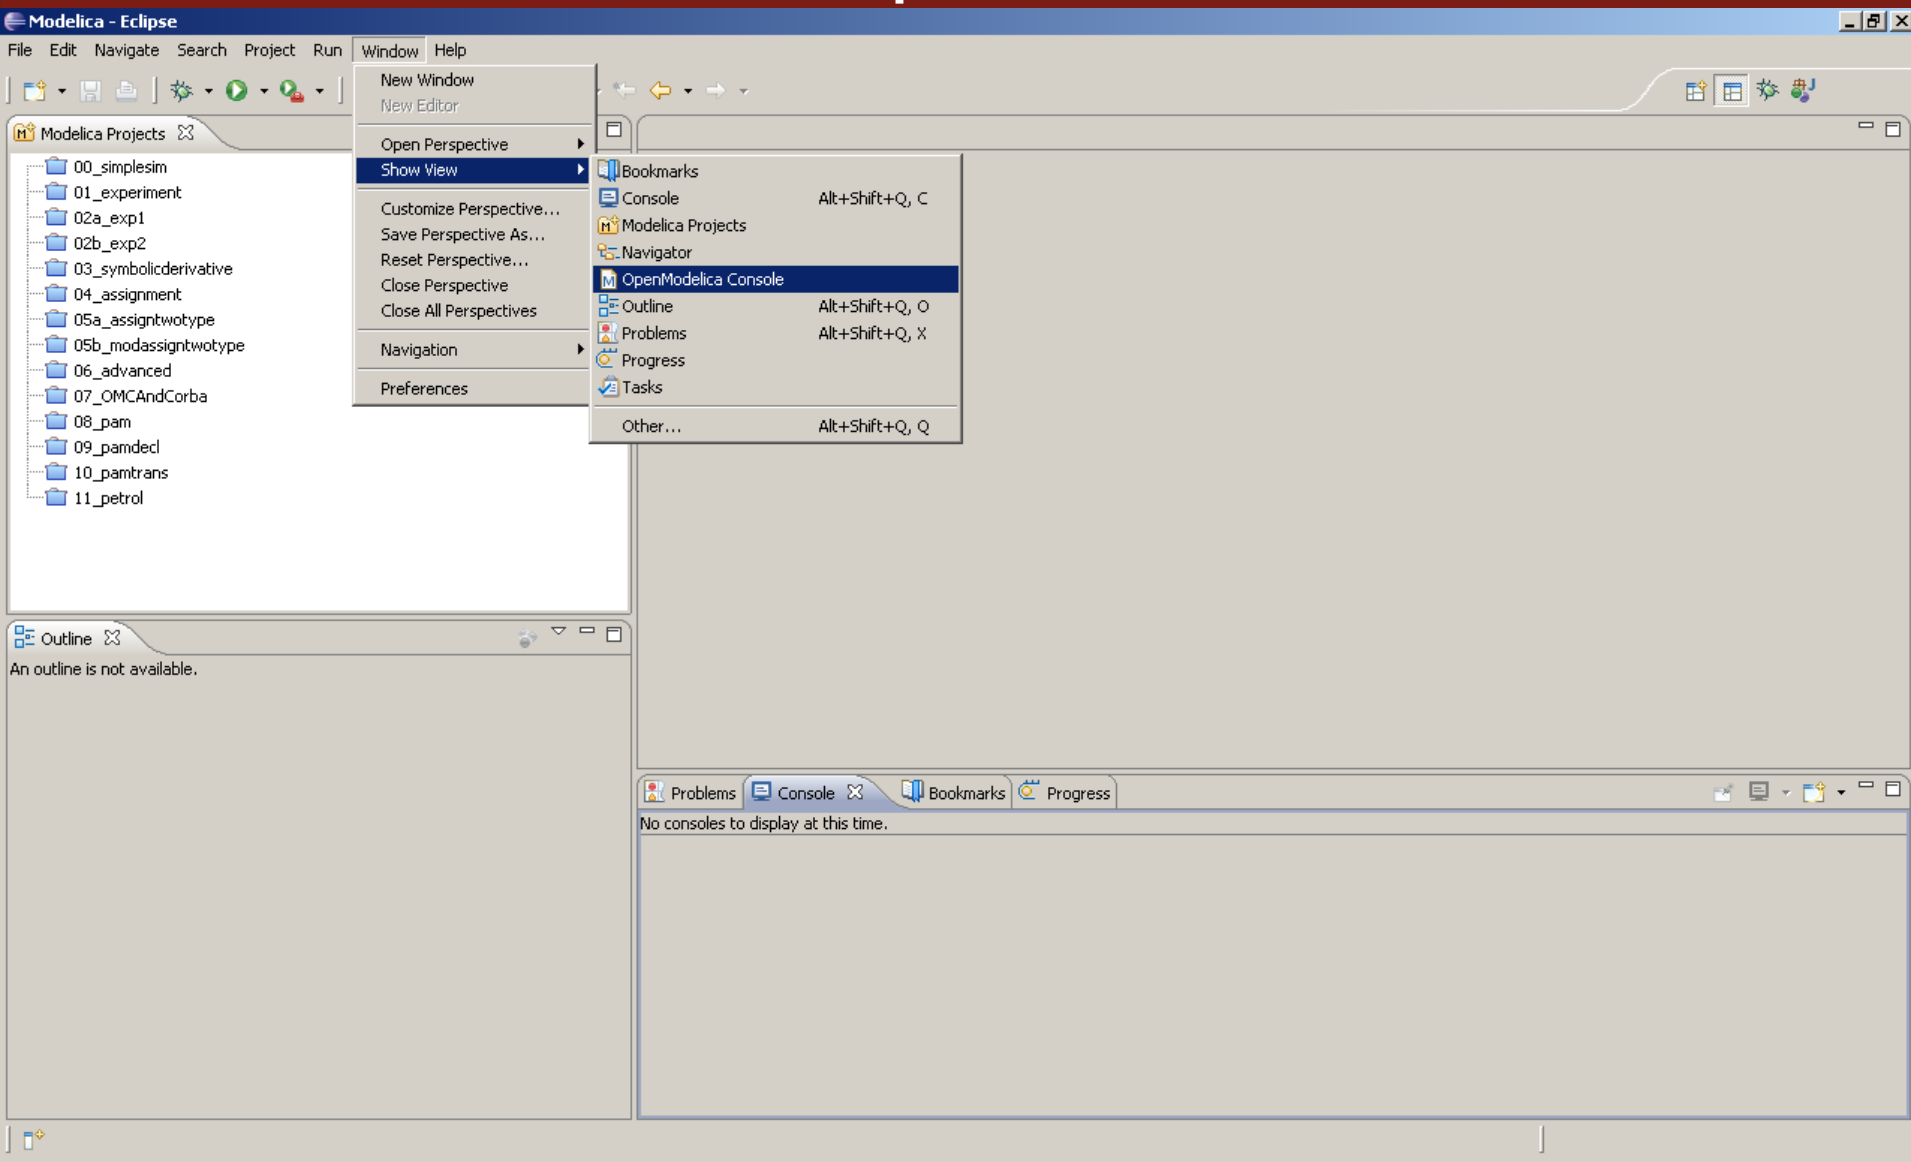 Modelica - Eclipse
File Edit Navigate Search Project Run Window Help
New Window
New Editor
Open Perspective
Show View
Customize Perspective...
Save Perspective As...
Reset Perspective...
Close Perspective
Close All Perspectives
Navigation
Preferences
Bookmarks
Console Alt+Shift+Q, C
Modelica Projects
Navigator
OpenModelica Console
Outline Alt+Shift+Q, O
Problems Alt+Shift+Q, X
Progress
Tasks
Other... Alt+Shift+Q, Q
Modelica Projects
00_simplesim
01_experiment
02a_exp1
02b_exp2
03_symbolicderivative
04_assignment
05a_assigntwotype
05b_modassigntwotype
06_advanced
07_OMCAndCorba
08_pam
09_pamdecl
10_pamtrans
11_petrol
Outline
An outline is not available.
Problems Console Bookmarks Progress
No consoles to display at this time.